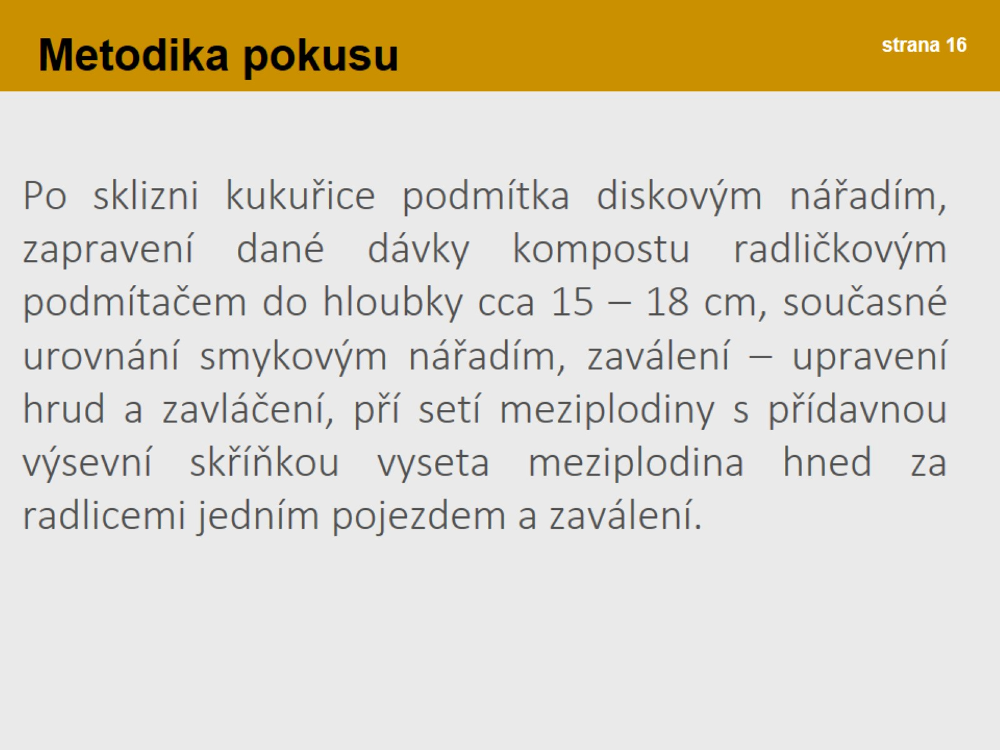 Metodika pokusu
strana 16
Po sklizni kukuřice podmítka diskovým nářadím,
zapravení dané dávky kompostu radličkovým
podmítačem do hloubky cca 15 – 18 cm, současné
urovnání smykovým nářadím, zaválení – upravení
hrud a zavláčení, pří setí meziplodiny s přídavnou
výsevní skříňkou vyseta meziplodina hned za
radlicemi jedním pojezdem a zaválení.